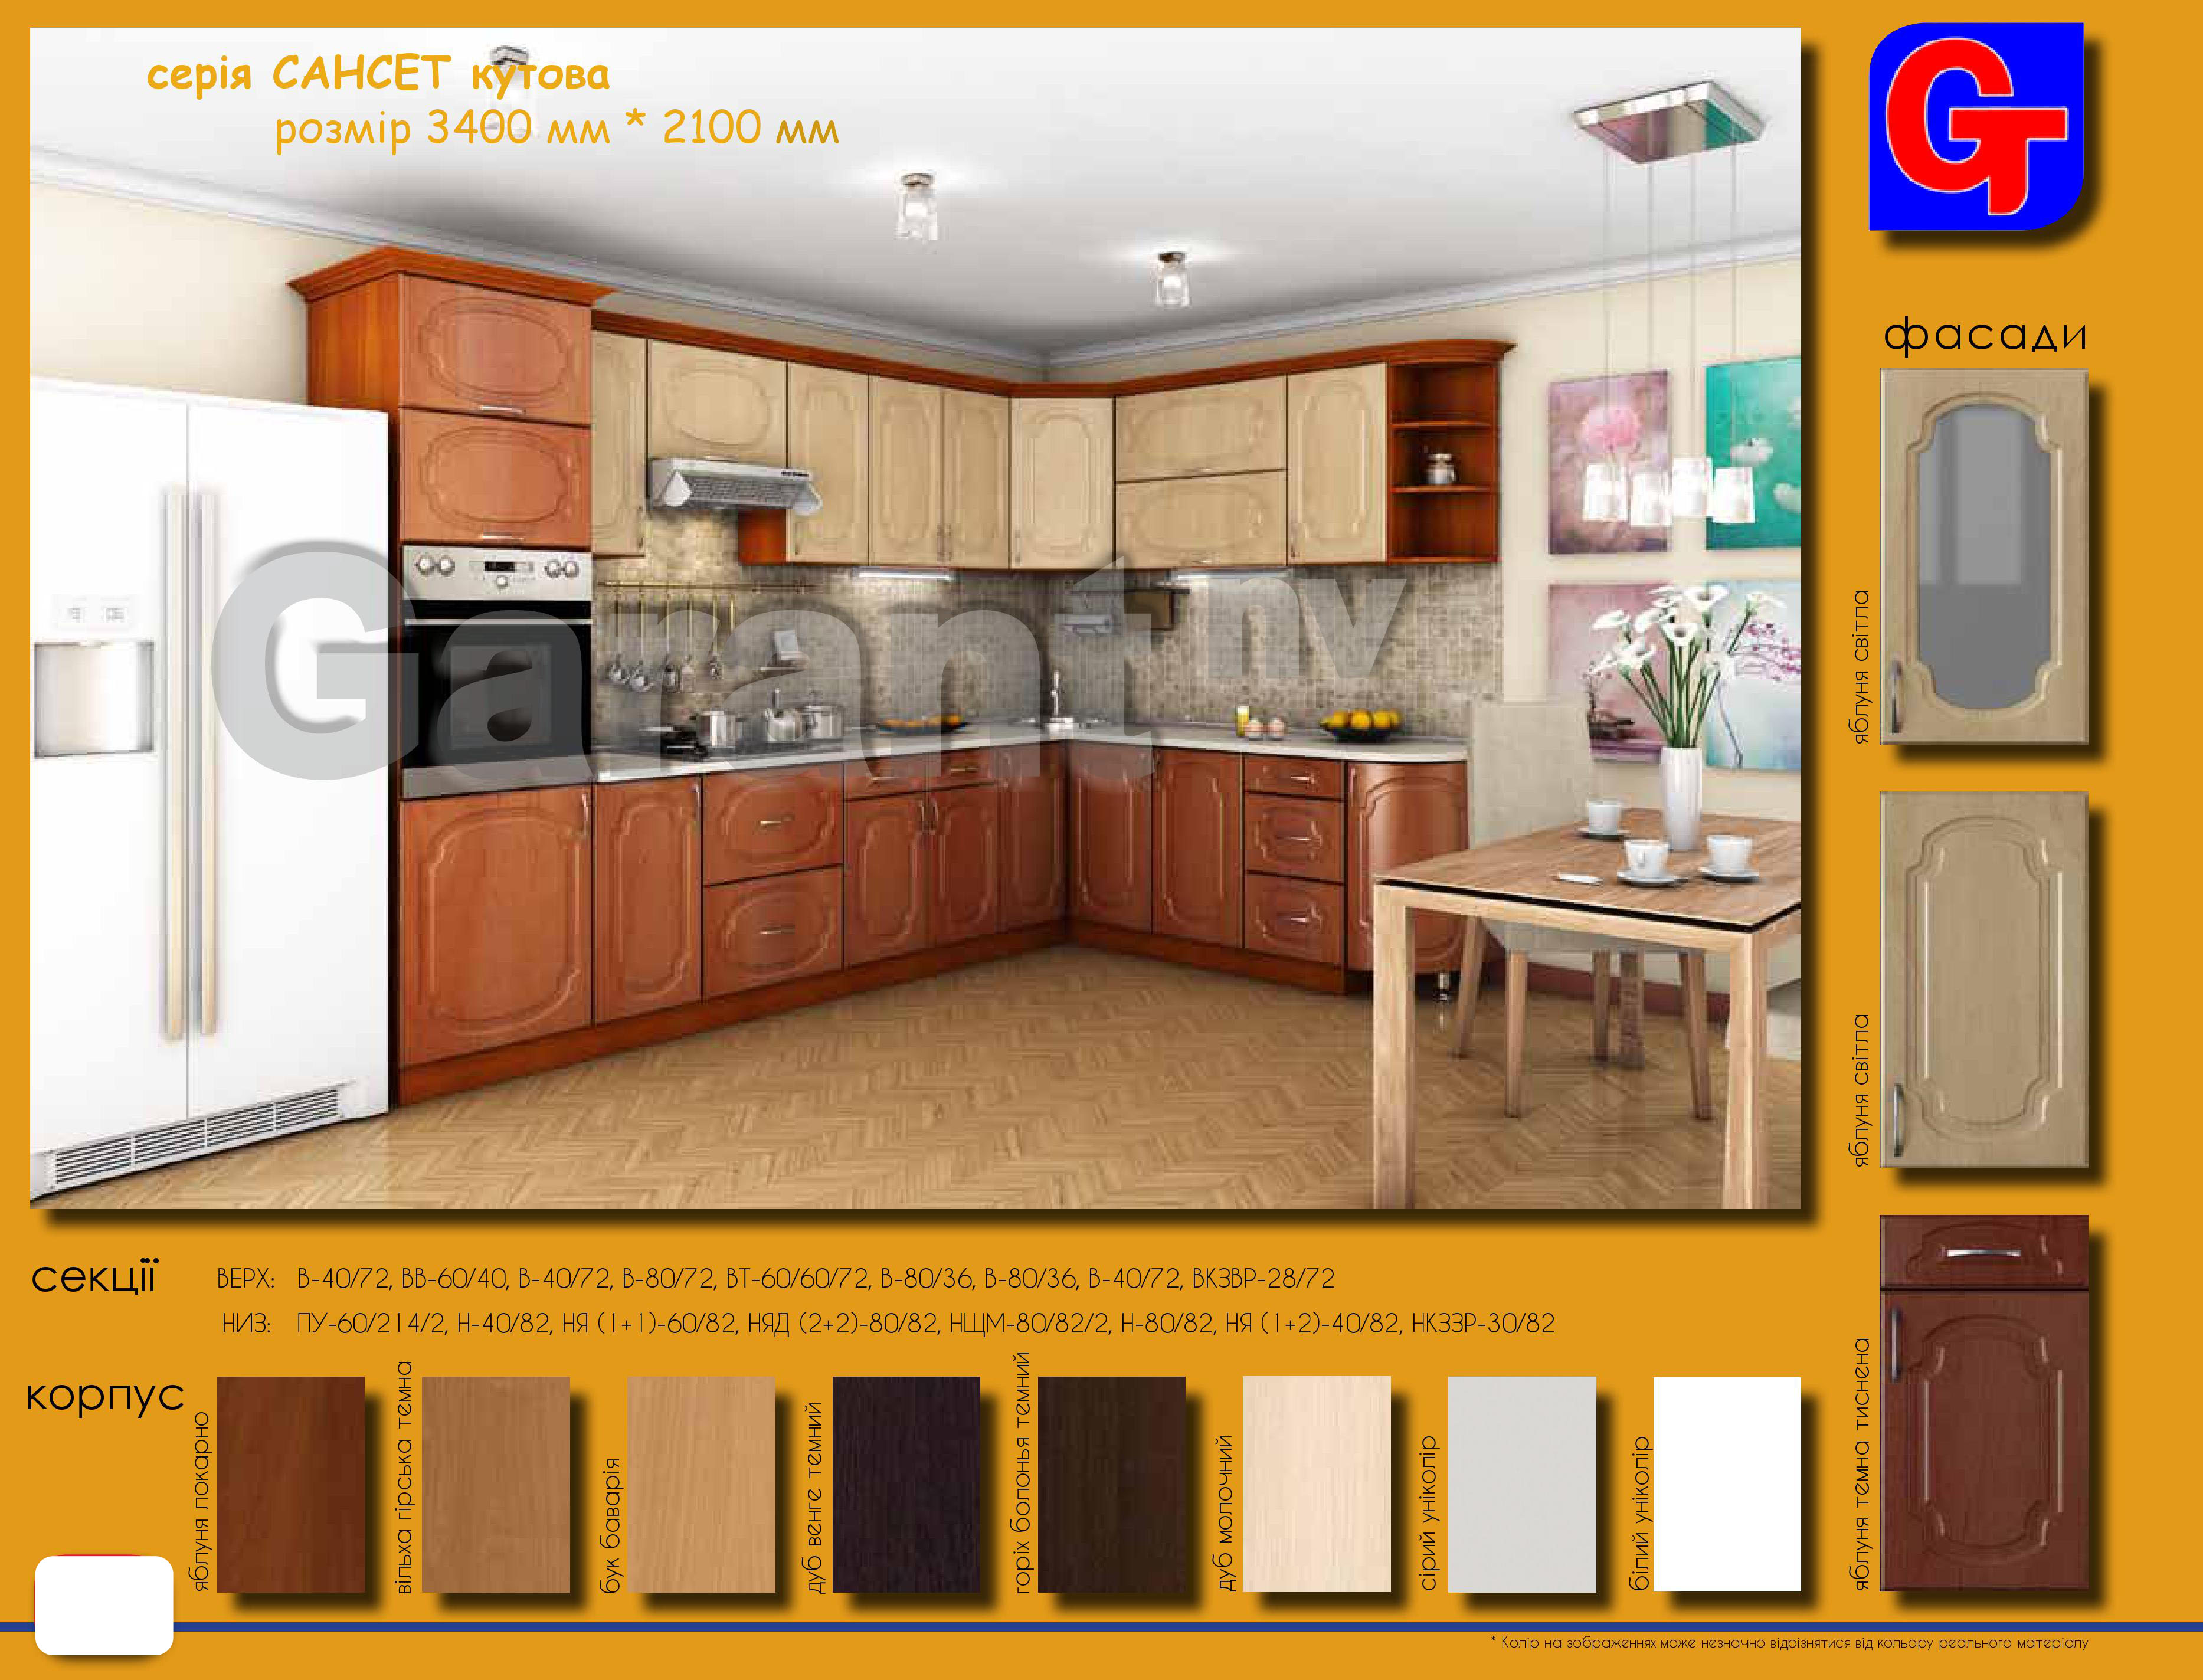 серія САНСЕТ кутова
розмір 3400 мм * 2100 мм
GT
фасади
Garant nv
яблуня світла
яблуня світла
яблуня темна тиснена
секції
ВЕРХ: В-40/72, ВВ-60/40, В-40/72, В-80/72, ВТ-60/60/72, В-80/36, В-80/36, В-40/72, ВКЗВР-28/72
НИЗ: ПУ-60/214/2, Н-40/82, НЯ (1+1)-60/82, НЯД (2+2)-80/82, НЩМ-80/82/2, Н-80/82, НЯ (1+2)-40/82, НКЗЗР-30/82
корпус
яблуня локарно
вільха гірська темна
бук баварія
дуб венге темний
горіх болонья темний
дуб молочний
сірий уніколір
білий уніколір
* Колір на зображеннях може незначно відрізнятися від кольору реального матеріалу